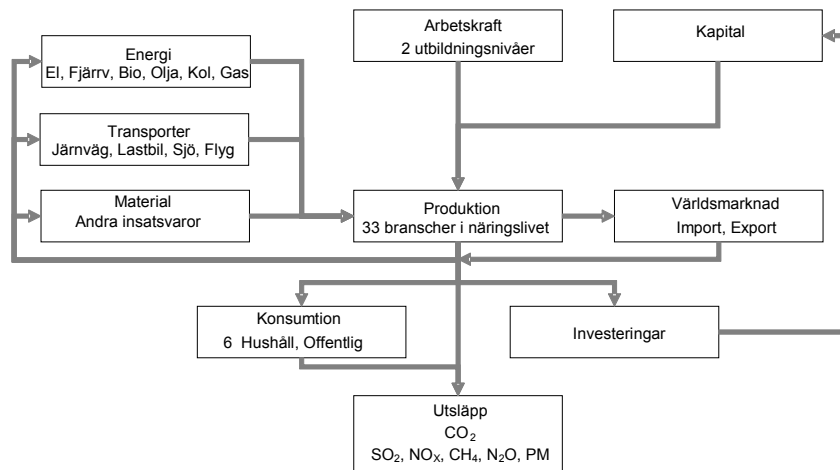 Arbetskraft
2 utbildningsnivåer
Kapital
Energi
El, Fjärrv, Bio, Olja, Kol, Gas
Transporter
Järnväg, Lastbil, Sjö, Flyg
Material
Andra insatsvaror
Produktion
33 branscher i näringslivet
Världsmarknad
Import, Export
Konsumtion
6 Hushåll, Offentlig
Investeringar
Utsläpp
CO₂
SO₂, NOₓ, CH₄, N₂O, PM